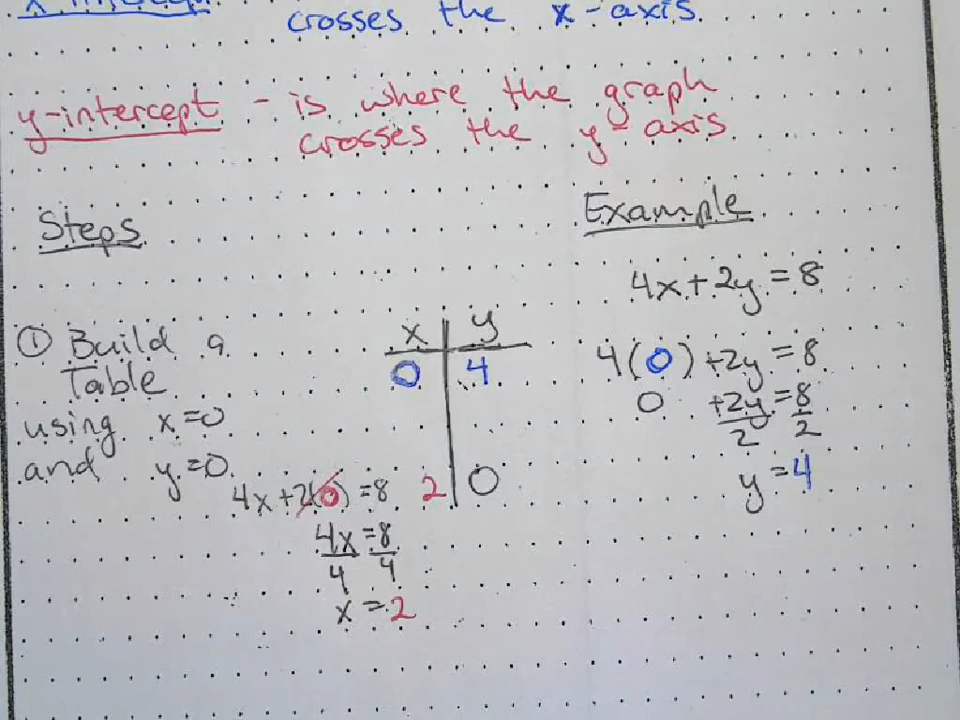 crosses the x-axis
y-intercept - is where the graph
crosses the y-axis
Steps
Example
4x+2y=8
① Build a
Table
using x=0
and y=0
x y
0 4
2 0
4(0)+2y=8
0 +2y=8
2 2
y=4
4x+2(0)=8
4x=8
4 4
x=2